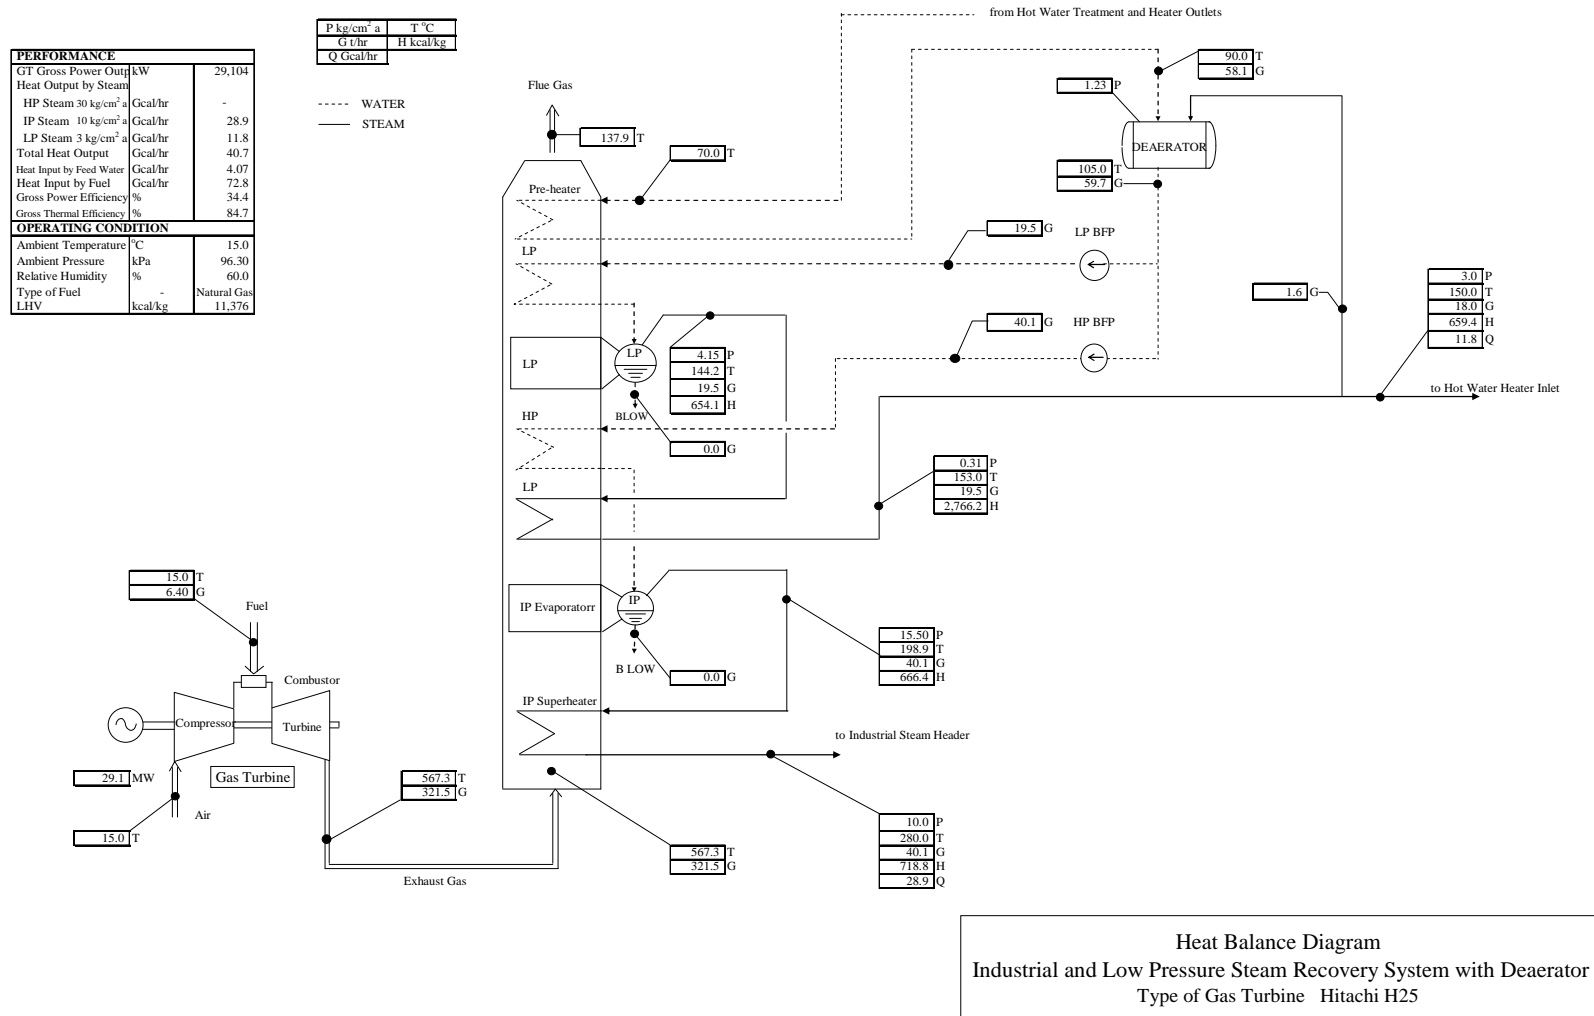 from Hot Water Treatment and Heater Outlets
P kg/cm² a T °C
G t/hr H kcal/kg
Q Gcal/hr
WATER
STEAM
PERFORMANCE
GT Gross Power Outp kW 29,104
Heat Output by Steam
HP Steam 30 kg/cm² a Gcal/hr -
IP Steam 10 kg/cm² a Gcal/hr 28.9
LP Steam 3 kg/cm² a Gcal/hr 11.8
Total Heat Output Gcal/hr 40.7
Heat Input by Feed Water Gcal/hr 4.07
Heat Input by Fuel Gcal/hr 72.8
Gross Power Efficiency % 34.4
Gross Thermal Efficiency % 84.7
OPERATING CONDITION
Ambient Temperature °C 15.0
Ambient Pressure kPa 96.30
Relative Humidity % 60.0
Type of Fuel - Natural Gas
LHV kcal/kg 11,376
Flue Gas
137.9 T
70.0 T
90.0 T
58.1 G
1.23 P
DEAERATOR
105.0 T
59.7 G
Pre-heater
19.5 G
LP BFP
LP
40.1 G
HP BFP
1.6 G
3.0 P
150.0 T
18.0 G
659.4 H
11.8 Q
to Hot Water Heater Inlet
LP
LP
4.15 P
144.2 T
19.5 G
654.1 H
BLOW
0.0 G
HP
LP
0.31 P
153.0 T
19.5 G
2,766.2 H
IP Evaporatorr
IP
B LOW
0.0 G
15.50 P
198.9 T
40.1 G
666.4 H
IP Superheater
to Industrial Steam Header
10.0 P
280.0 T
40.1 G
718.8 H
28.9 Q
15.0 T
6.40 G
Fuel
Combustor
Compressor
Turbine
Gas Turbine
29.1 MW
Air
15.0 T
567.3 T
321.5 G
Exhaust Gas
567.3 T
321.5 G
Heat Balance Diagram
Industrial and Low Pressure Steam Recovery System with Deaerator
Type of Gas Turbine Hitachi H25